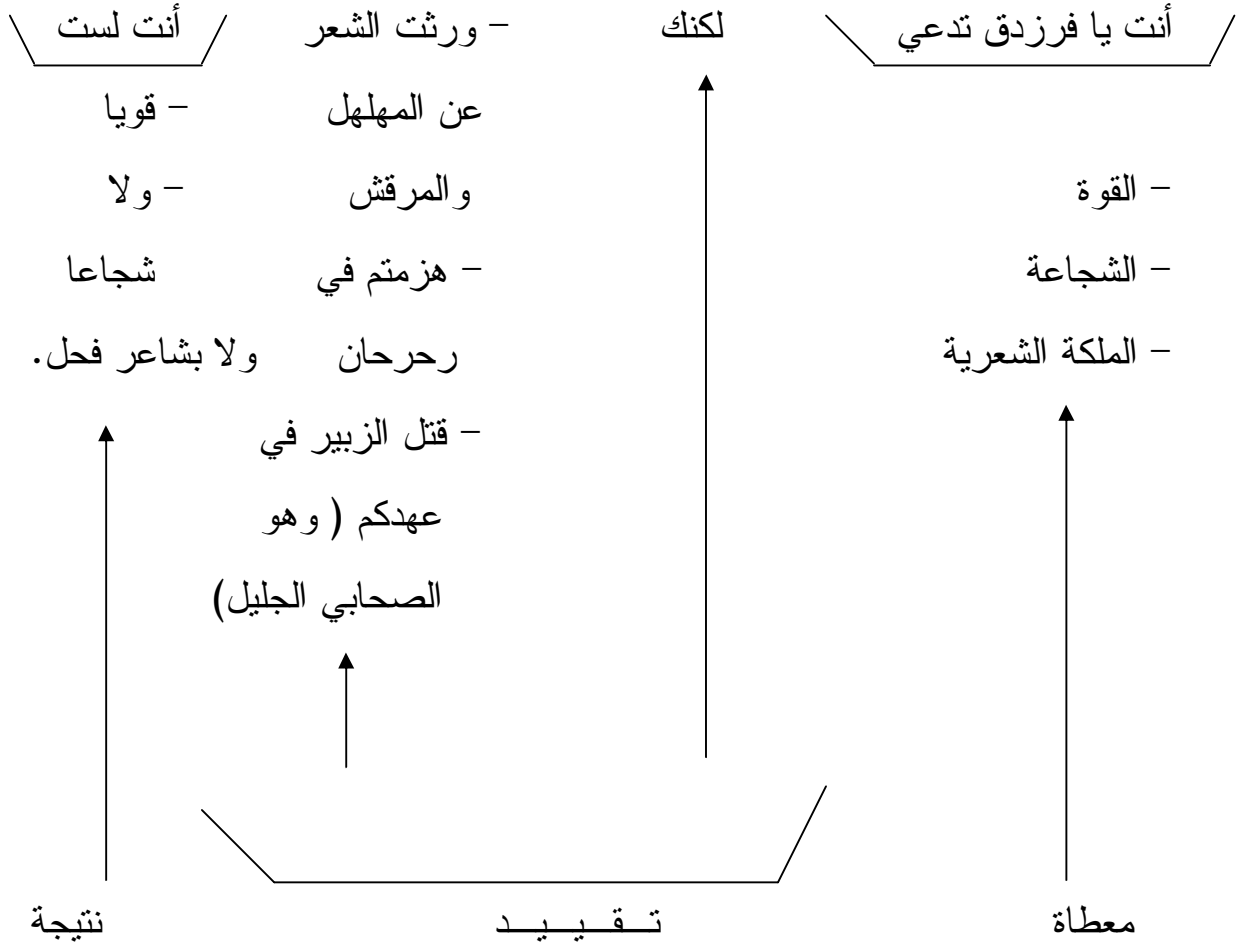 أنت يا فرزدق تدعي لكنك – ورثت الشعر أنت لست
عن المهلهل – قويا
– القوة والمرقش – ولا
– الشجاعة – هزمتم في شجاعا
– الملكة الشعرية رحرحان ولا بشاعر فحل.
– قتل الزبير في
عهدكم ( وهو
الصحابي الجليل)
معطاة تـقـيـيـد نتيجة